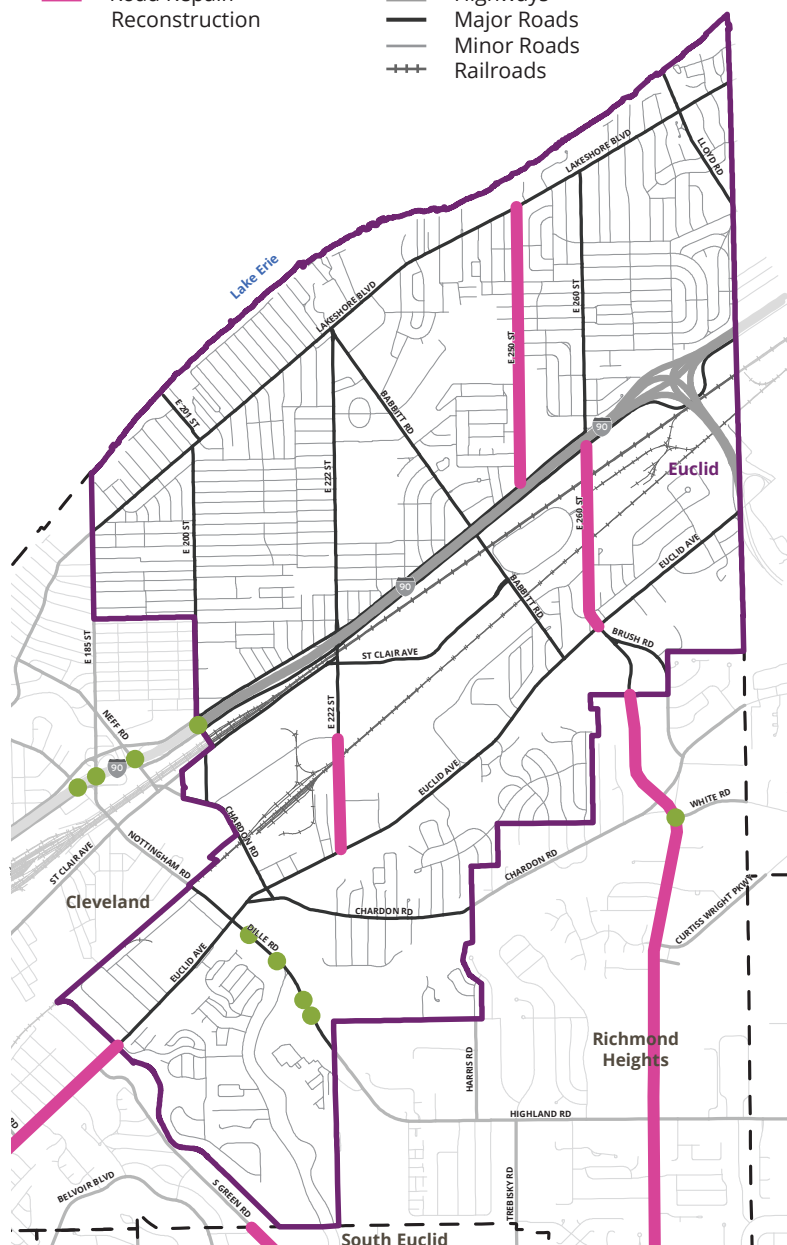 Reconstruction
Highways
Major Roads
Minor Roads
Railroads
LAKESHORE BLVD
LLOYD RD
Lake Erie
LAKESHORE BLVD
E 260 ST
E 250 ST
E 201 ST
BABBITT RD
90
Euclid
E 222 ST
E 200 ST
E 260 ST
EUCLID AVE
90
BABBITT RD
BRUSH RD
ST CLAIR AVE
E 185 ST
NEFF RD
E 222 ST
90
EUCLID AVE
WHITE RD
CHARDON RD
NOTTINGHAM RD
ST CLAIR AVE
CHARDON RD
CURTISS WRIGHT PKWY
Cleveland
CHARDON RD
DILLE RD
EUCLID AVE
Richmond
Heights
HARRIS RD
HIGHLAND RD
BELVOIR BLVD
S GREEN RD
TREBISKY RD
South Euclid